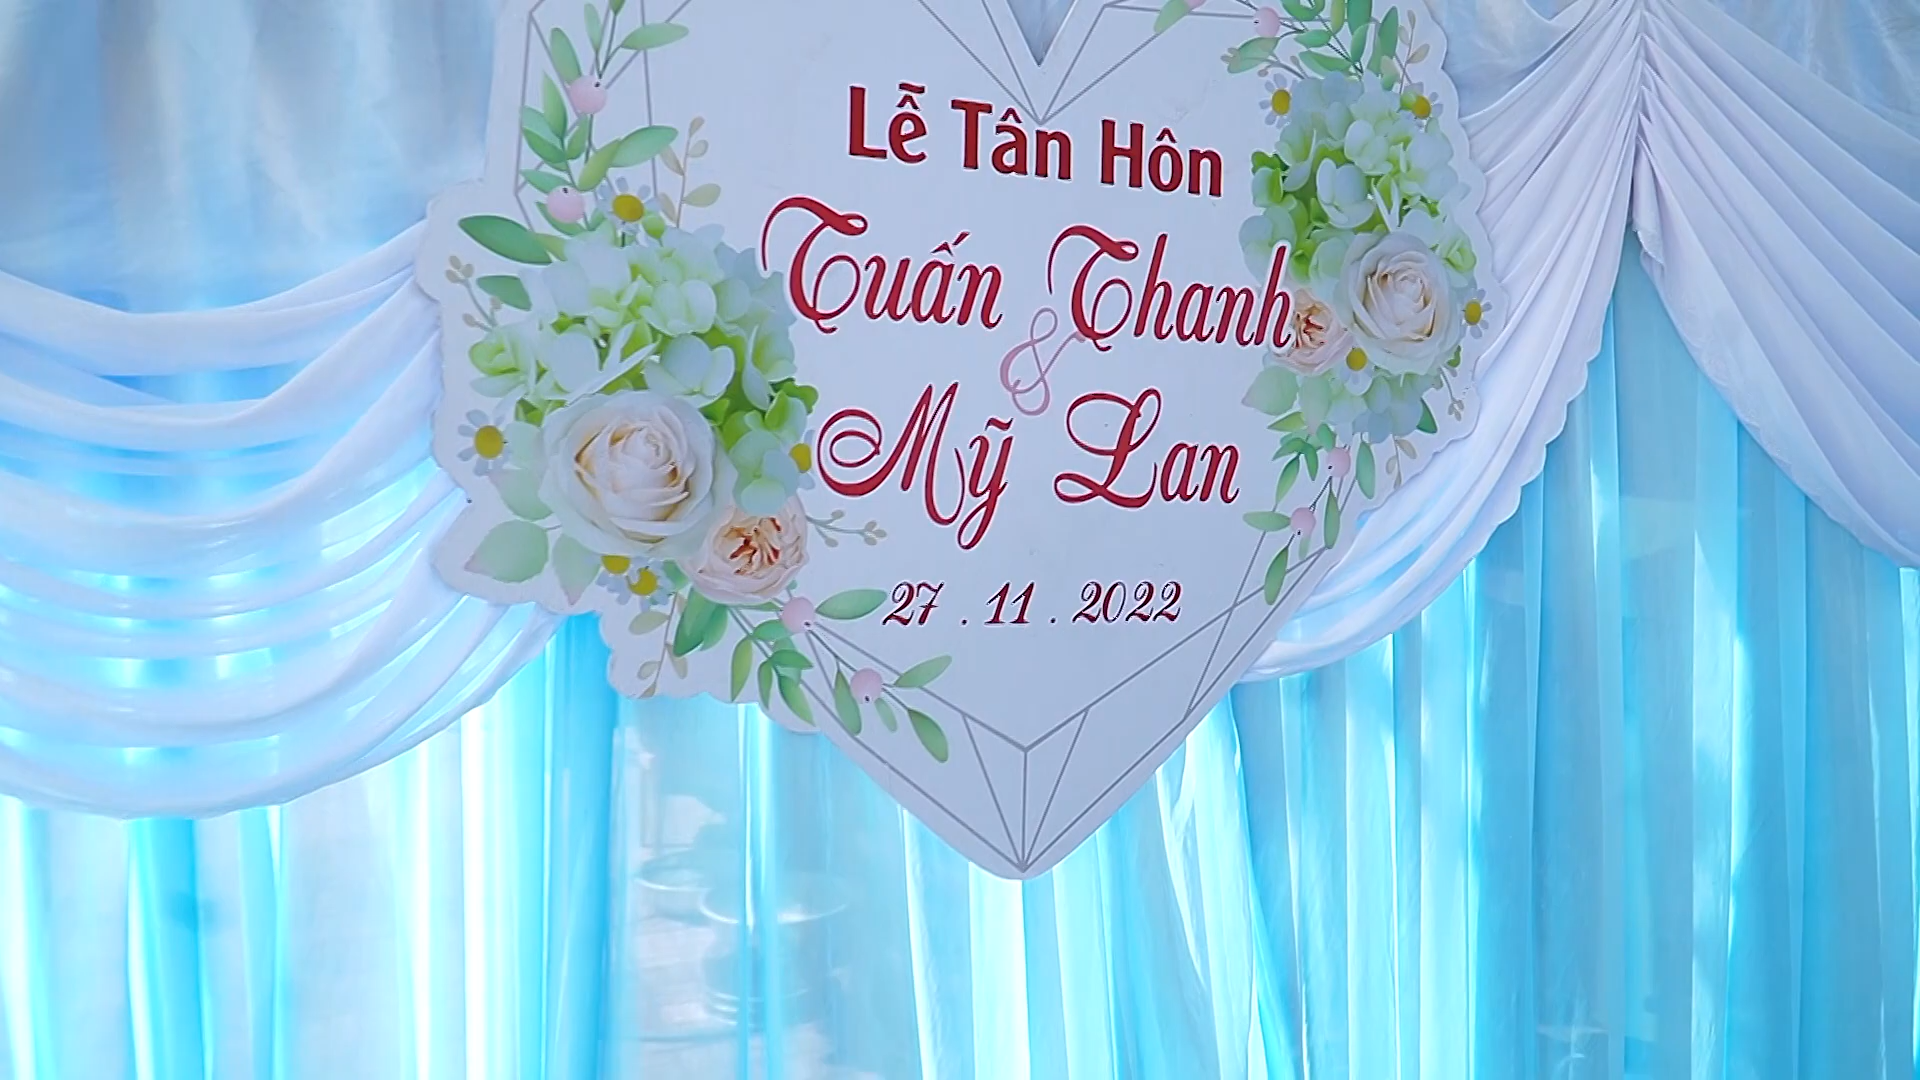 Lễ Tân Hôn
Tuấn Thanh
&
Mỹ Lan
27 . 11 . 2022